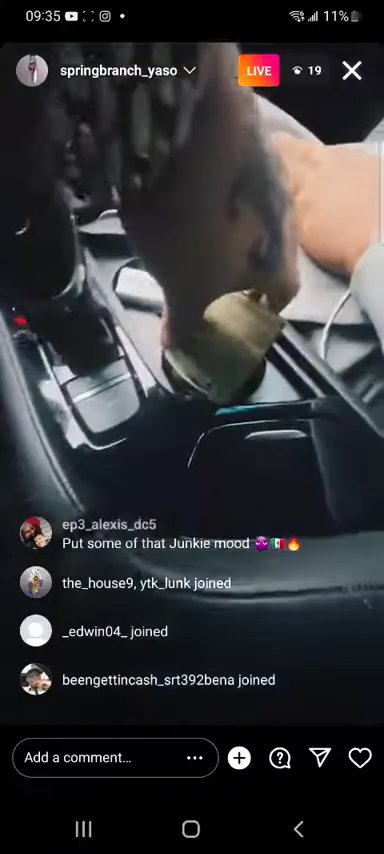 09:35
11%
springbranch_yaso
LIVE
19
ep3_alexis_dc5
Put some of that Junkie mood 😈🇲🇽🔥
the_house9, ytk_lunk joined
_edwin04_ joined
beengettincash_srt392bena joined
Add a comment...